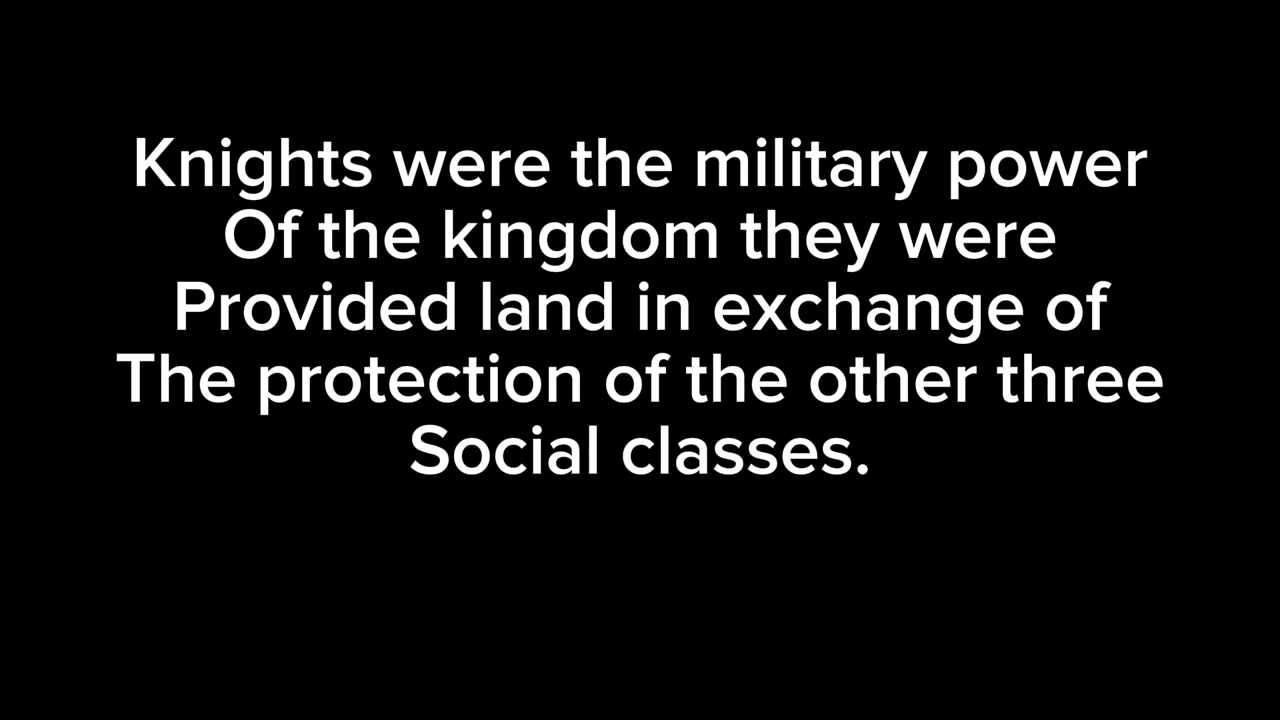 Knights were the military power
Of the kingdom they were
Provided land in exchange of
The protection of the other three
Social classes.